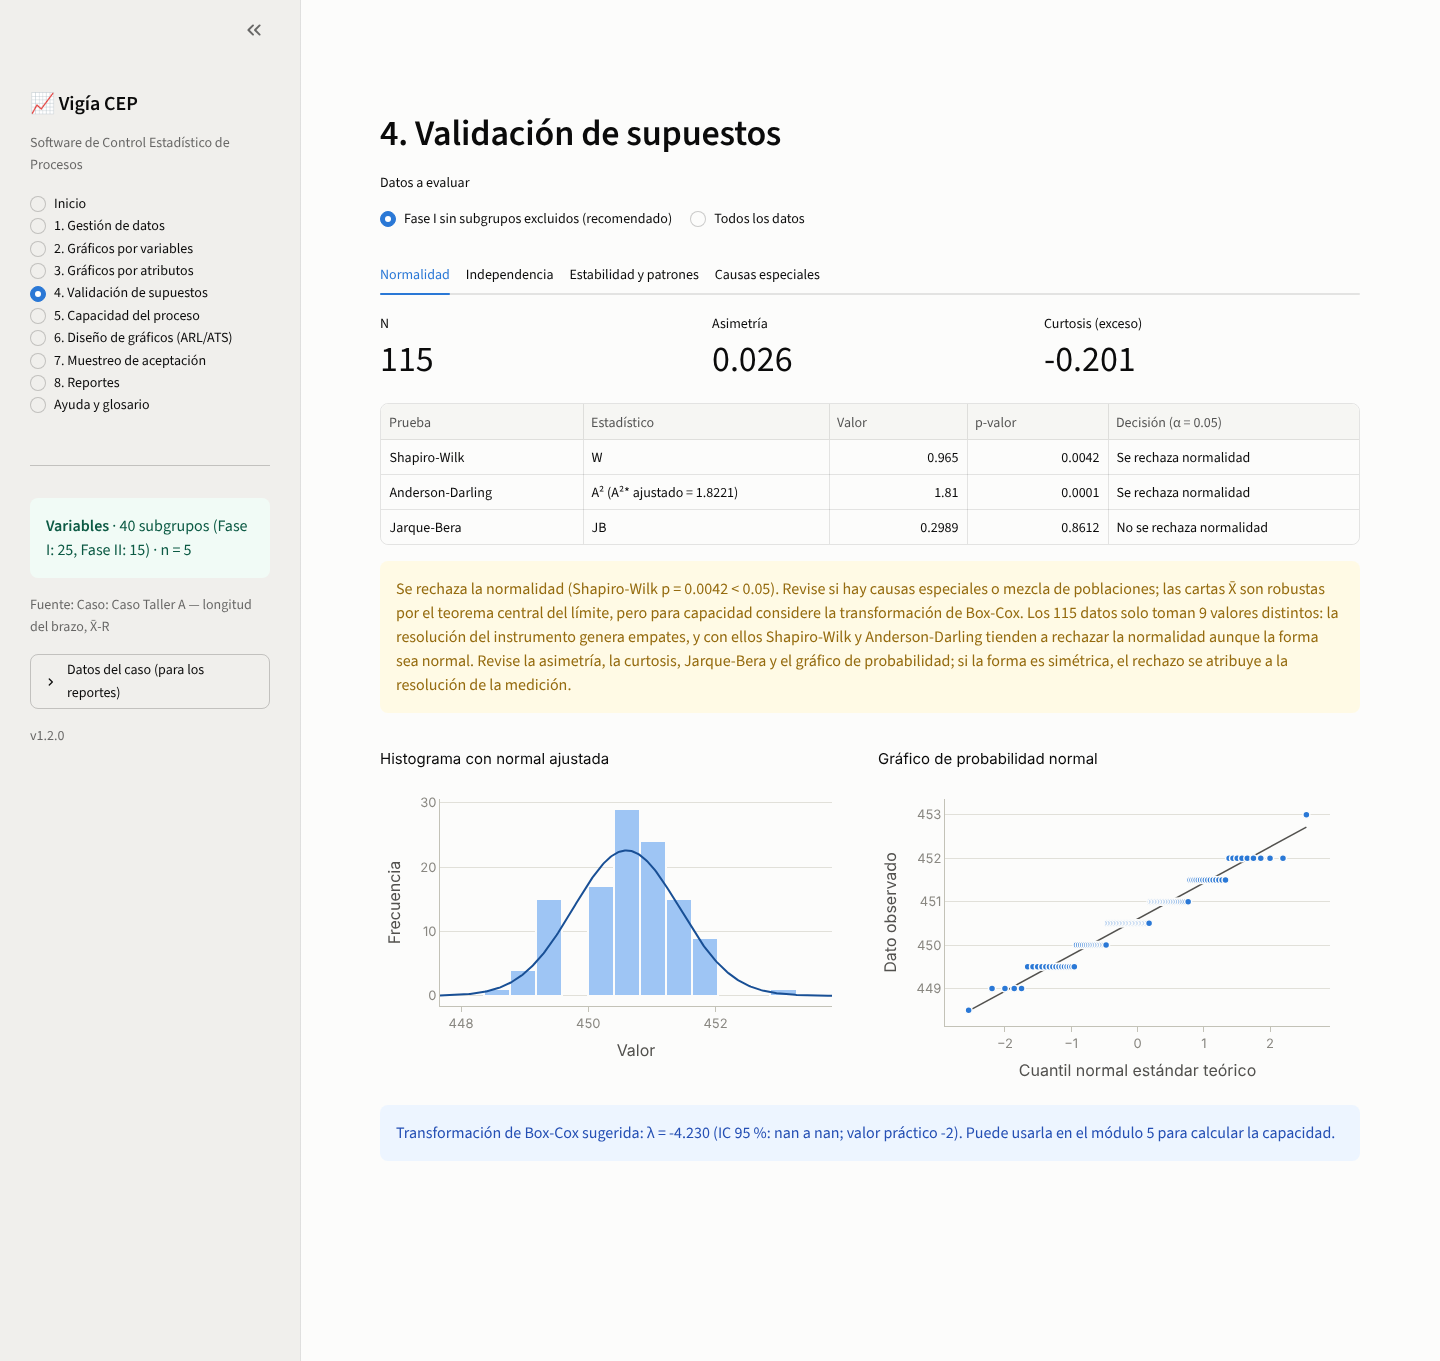 📈 Vigía CEP
Software de Control Estadístico de
Procesos
Inicio
1. Gestión de datos
2. Gráficos por variables
3. Gráficos por atributos
4. Validación de supuestos
5. Capacidad del proceso
6. Diseño de gráficos (ARL/ATS)
7. Muestreo de aceptación
8. Reportes
Ayuda y glosario
Variables · 40 subgrupos (Fase
I: 25, Fase II: 15) · n = 5
Fuente: Caso: Caso Taller A — longitud
del brazo, X̄-R
Datos del caso (para los
reportes)
v1.2.0
4. Validación de supuestos
Datos a evaluar
Fase I sin subgrupos excluidos (recomendado) Todos los datos
Normalidad Independencia Estabilidad y patrones Causas especiales
N Asimetría Curtosis (exceso)
115 0.026 -0.201
Prueba Estadístico Valor p-valor Decisión (α = 0.05)
Shapiro-Wilk W 0.965 0.0042 Se rechaza normalidad
Anderson-Darling A² (A²* ajustado = 1.8221) 1.81 0.0001 Se rechaza normalidad
Jarque-Bera JB 0.2989 0.8612 No se rechaza normalidad
Se rechaza la normalidad (Shapiro-Wilk p = 0.0042 < 0.05). Revise si hay causas especiales o mezcla de poblaciones; las cartas X̄ son robustas
por el teorema central del límite, pero para capacidad considere la transformación de Box-Cox. Los 115 datos solo toman 9 valores distintos: la
resolución del instrumento genera empates, y con ellos Shapiro-Wilk y Anderson-Darling tienden a rechazar la normalidad aunque la forma
sea normal. Revise la asimetría, la curtosis, Jarque-Bera y el gráfico de probabilidad; si la forma es simétrica, el rechazo se atribuye a la
resolución de la medición.
Histograma con normal ajustada
30
20
10
0
448 450 452
Frecuencia
Valor
Gráfico de probabilidad normal
453
452
451
450
449
−2 −1 0 1 2
Dato observado
Cuantil normal estándar teórico
Transformación de Box-Cox sugerida: λ = -4.230 (IC 95 %: nan a nan; valor práctico -2). Puede usarla en el módulo 5 para calcular la capacidad.